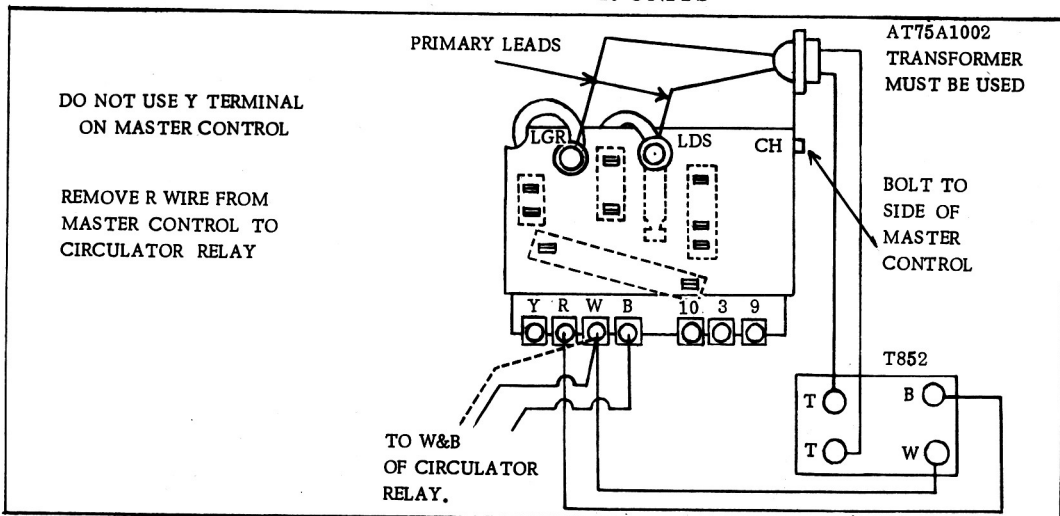 PRIMARY LEADS
AT75A1002
TRANSFORMER
MUST BE USED
DO NOT USE Y TERMINAL
ON MASTER CONTROL
LGR
LDS
CH
REMOVE R WIRE FROM
MASTER CONTROL TO
CIRCULATOR RELAY
BOLT TO
SIDE OF
MASTER
CONTROL
Y R W B 10 3 9
T852
T B
T W
TO W&B
OF CIRCULATOR
RELAY.